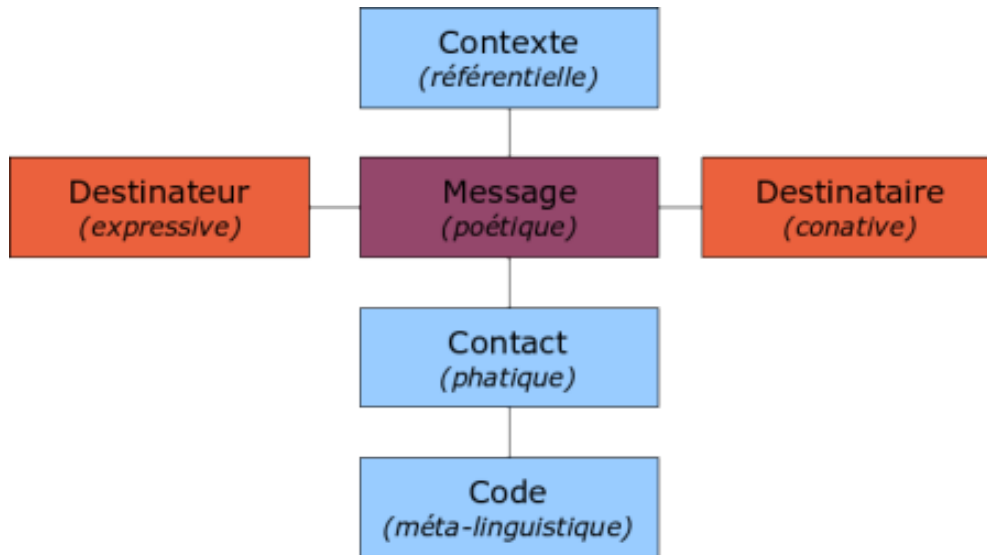 Contexte
(référentielle)
Destinateur
(expressive)
Message
(poétique)
Destinataire
(conative)
Contact
(phatique)
Code
(méta-linguistique)